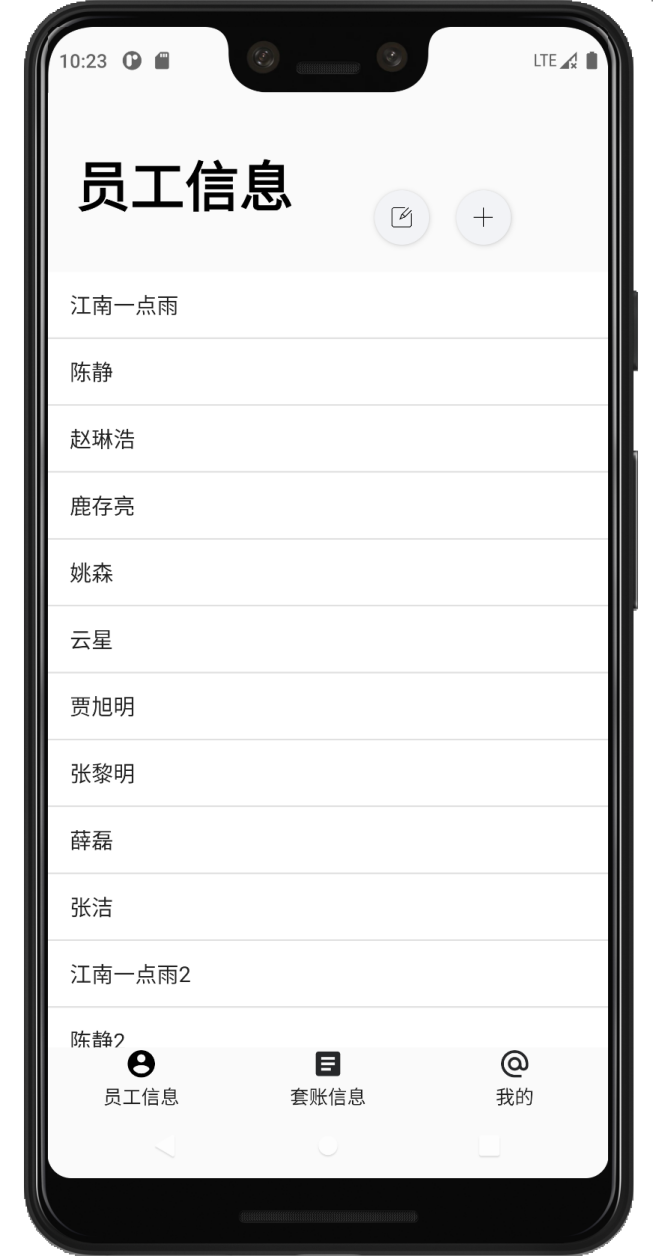 10:23 LTE
员工信息
江南一点雨
陈静
赵琳浩
鹿存亮
姚森
云星
贾旭明
张黎明
薛磊
张洁
江南一点雨2
陈静2
员工信息 套账信息 我的